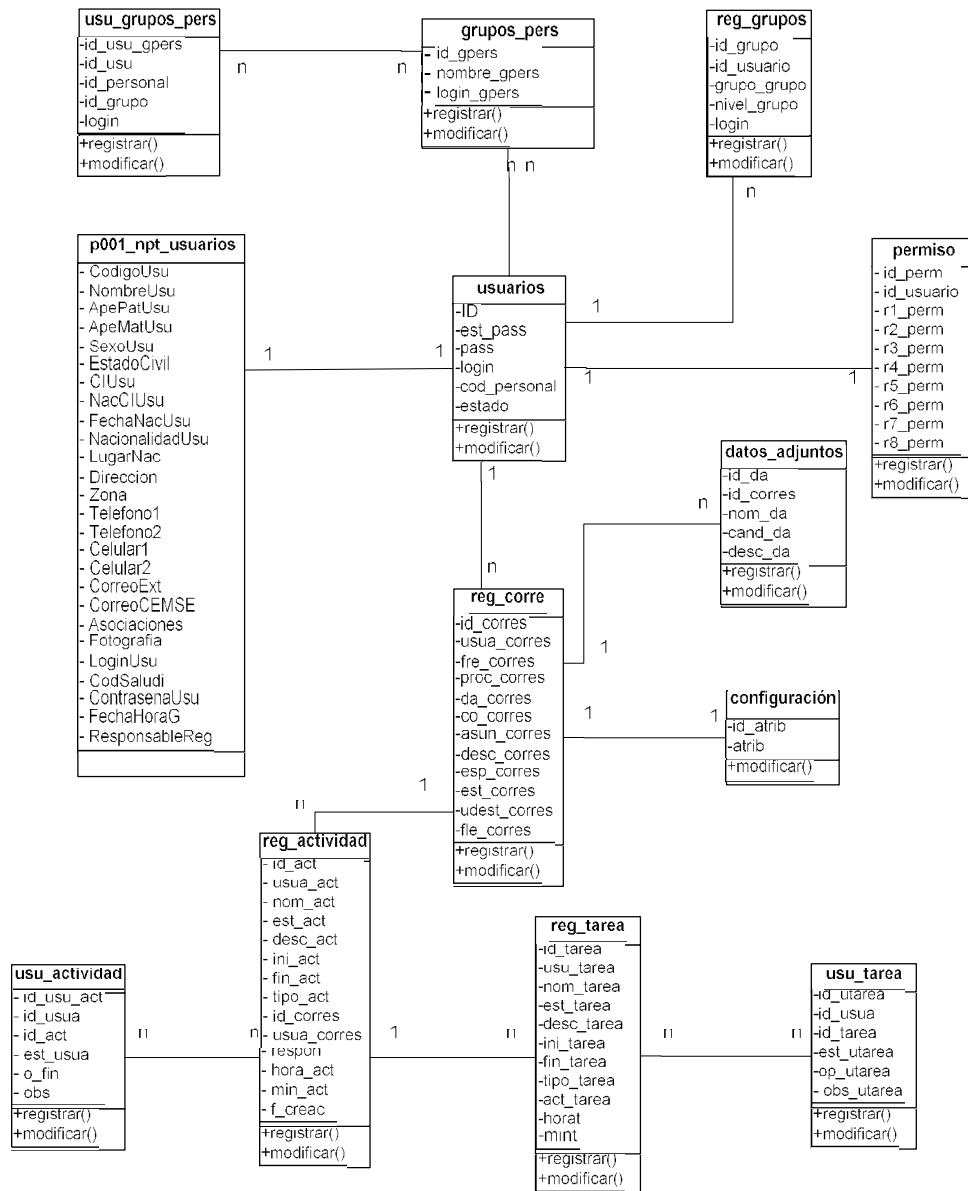 usu_grupos_pers
-id_usu_gpers
-id_usu
-id_personal
-id_grupo
-login
+registrar()
+modificar()
n
n
grupos_pers
- id_gpers
- nombre_gpers
- login_gpers
+registrar()
+modificar()
n n
reg_grupos
-id_grupo
-id_usuario
-grupo_grupo
-nivel_grupo
-login
+registrar()
+modificar()
n
p001_npt_usuarios
- CodigoUsu
- NombreUsu
- ApePatUsu
- ApeMatUsu
- SexoUsu
- EstadoCivil
- CIUsu
- NacCIUsu
- FechaNacUsu
- NacionalidadUsu
- LugarNac
- Direccion
- Zona
- Telefono1
- Telefono2
- Celular1
- Celular2
- CorreoExt
- CorreoCEMSE
- Asociaciones
- Fotografia
- LoginUsu
- CodSaludi
- ContrasenaUsu
- FechaHoraG
- ResponsableReg
1
1
usuarios
-ID
-est_pass
-pass
-login
-cod_personal
-estado
+registrar()
+modificar()
1
1
1
1
n
permiso
- id_perm
- id_usuario
- r1_perm
- r2_perm
- r3_perm
- r4_perm
- r5_perm
- r6_perm
- r7_perm
- r8_perm
+registrar()
+modificar()
datos_adjuntos
-id_da
-id_corres
-nom_da
-cand_da
-desc_da
+registrar()
+modificar()
n
1
reg_corre
-id_corres
-usua_corres
-fre_corres
-proc_corres
-da_corres
-co_corres
-asun_corres
-desc_corres
-esp_corres
-est_corres
-udest_corres
-fle_corres
+registrar()
+modificar()
1
1
configuración
-id_atrib
-atrib
+modificar()
1
n
reg_actividad
- id_act
- usua_act
- nom_act
- est_act
- desc_act
- ini_act
- fin_act
- tipo_act
- id_corres
- usua_corres
- respon
- hora_act
- min_act
- f_creac
+registrar()
+modificar()
usu_actividad
- id_usu_act
- id_usua
- id_act
- est_usua
- o_fin
- obs
+registrar()
+modificar()
n
n
1
n
reg_tarea
-id_tarea
-usu_tarea
-nom_tarea
-est_tarea
-desc_tarea
-ini_tarea
-fin_tarea
-tipo_tarea
-act_tarea
-horat
-mint
+registrar()
+modificar()
n
n
usu_tarea
-id_utarea
-id_usua
-id_tarea
-est_utarea
-op_utarea
- obs_utarea
+registrar()
+modificar()